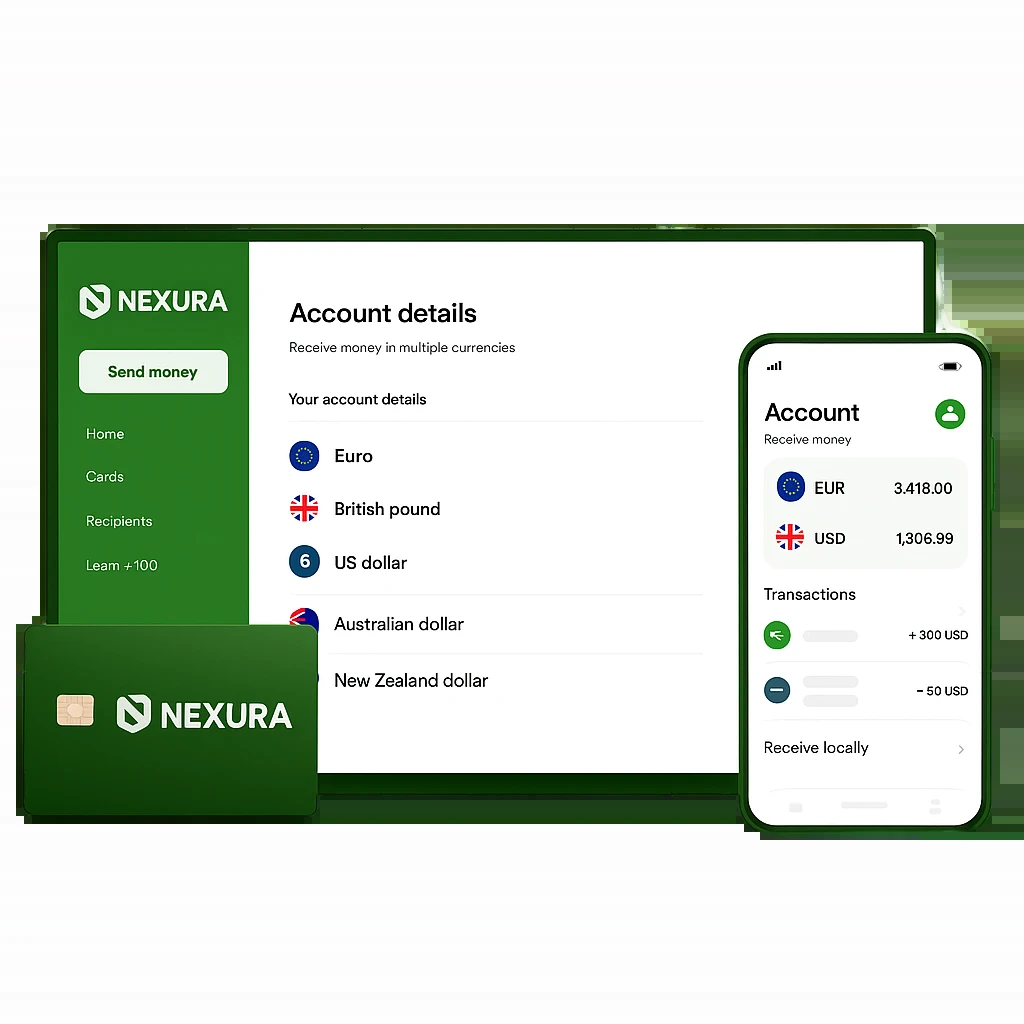 NEXURA
Send money
Home
Cards
Recipients
Leam +100
Account details
Receive money in multiple currencies
Your account details
Euro
British pound
6
US dollar
Australian dollar
New Zealand dollar
NEXURA
Account
Receive money
EUR 3.418.00
USD 1,306.99
Transactions
+ 300 USD
− 50 USD
Receive locally